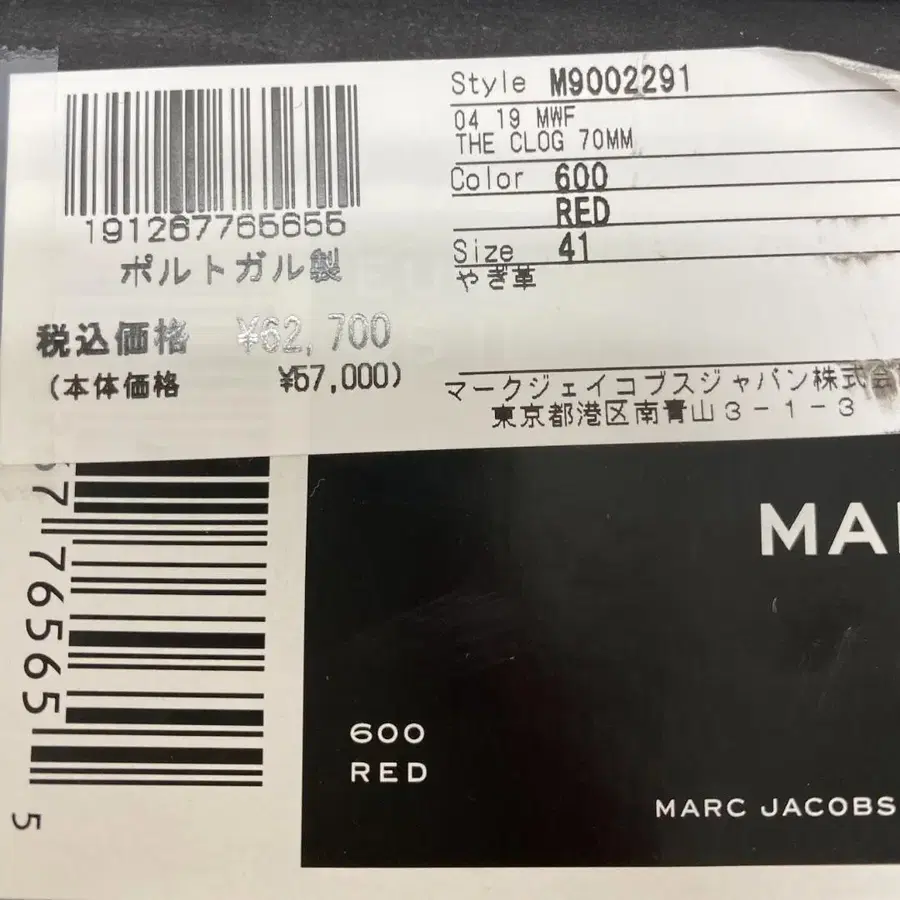 191267765655
ポルトガル製
税込価格 ¥62,700
(本体価格 ¥57,000)
Style M9002291
04 19 MWF
THE CLOG 70MM
Color 600
RED
Size 41
やぎ革
マークジェイコブスジャパン株式会
東京都港区南青山3-1-3
7 76565 5
MA
600
RED
MARC JACOBS